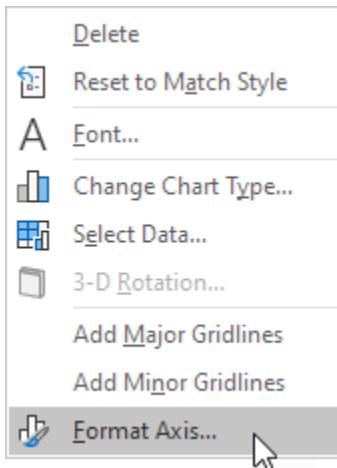 Delete
Reset to Match Style
Font...
Change Chart Type...
Select Data...
3-D Rotation...
Add Major Gridlines
Add Minor Gridlines
Format Axis...